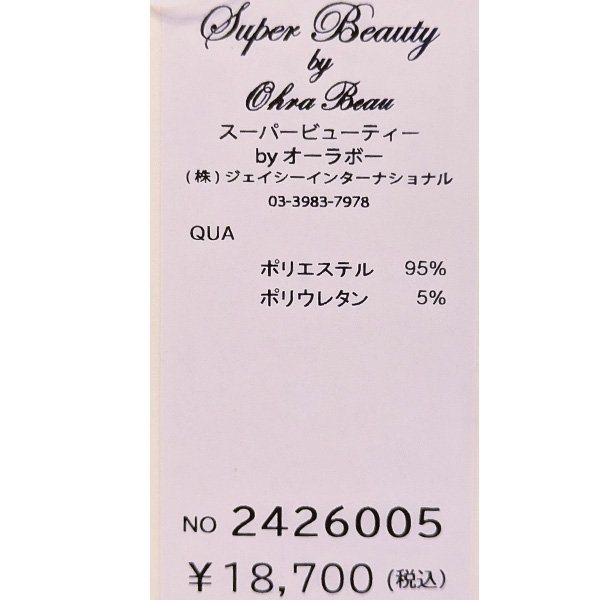 Super Beauty
by
Ohra Beau
スーパービューティー
by オーラボー
(株)ジェイシーインターナショナル
03-3983-7978
QUA
ポリエステル 95%
ポリウレタン 5%
NO 2426005
¥18,700 (税込)